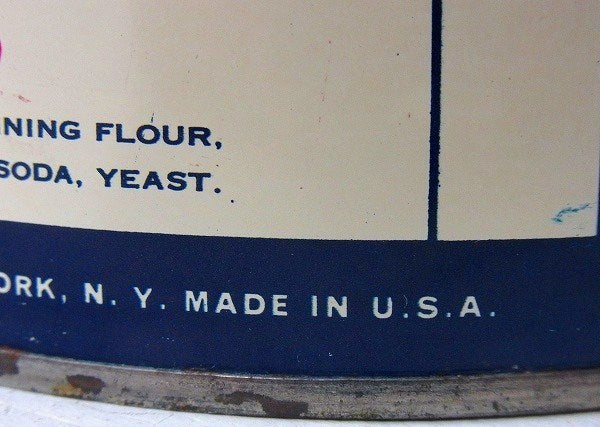 NING FLOUR,
SODA, YEAST.
ORK, N. Y. MADE IN U.S.A.